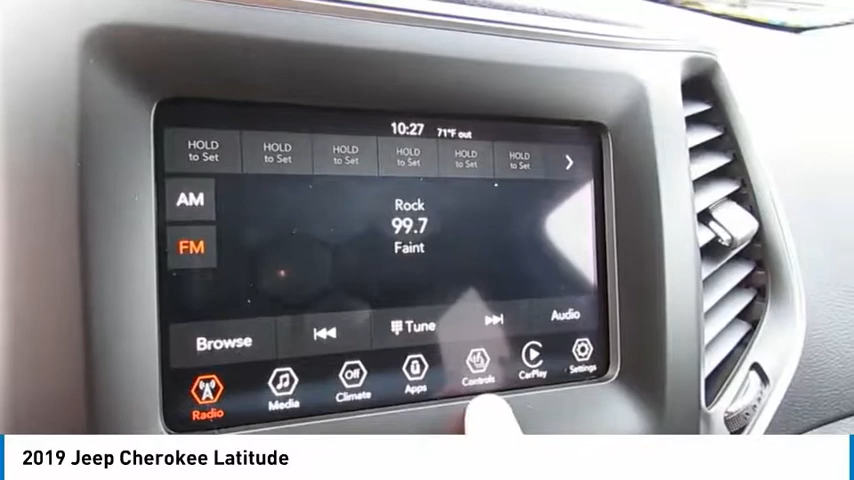 10:27 71°F out
HOLD to Set HOLD to Set HOLD to Set HOLD to Set HOLD to Set HOLD to Set
AM
Rock
99.7
FM
Faint
Browse Tune Audio
Radio Media Off Climate Apps Controls CarPlay Settings
2019 Jeep Cherokee Latitude